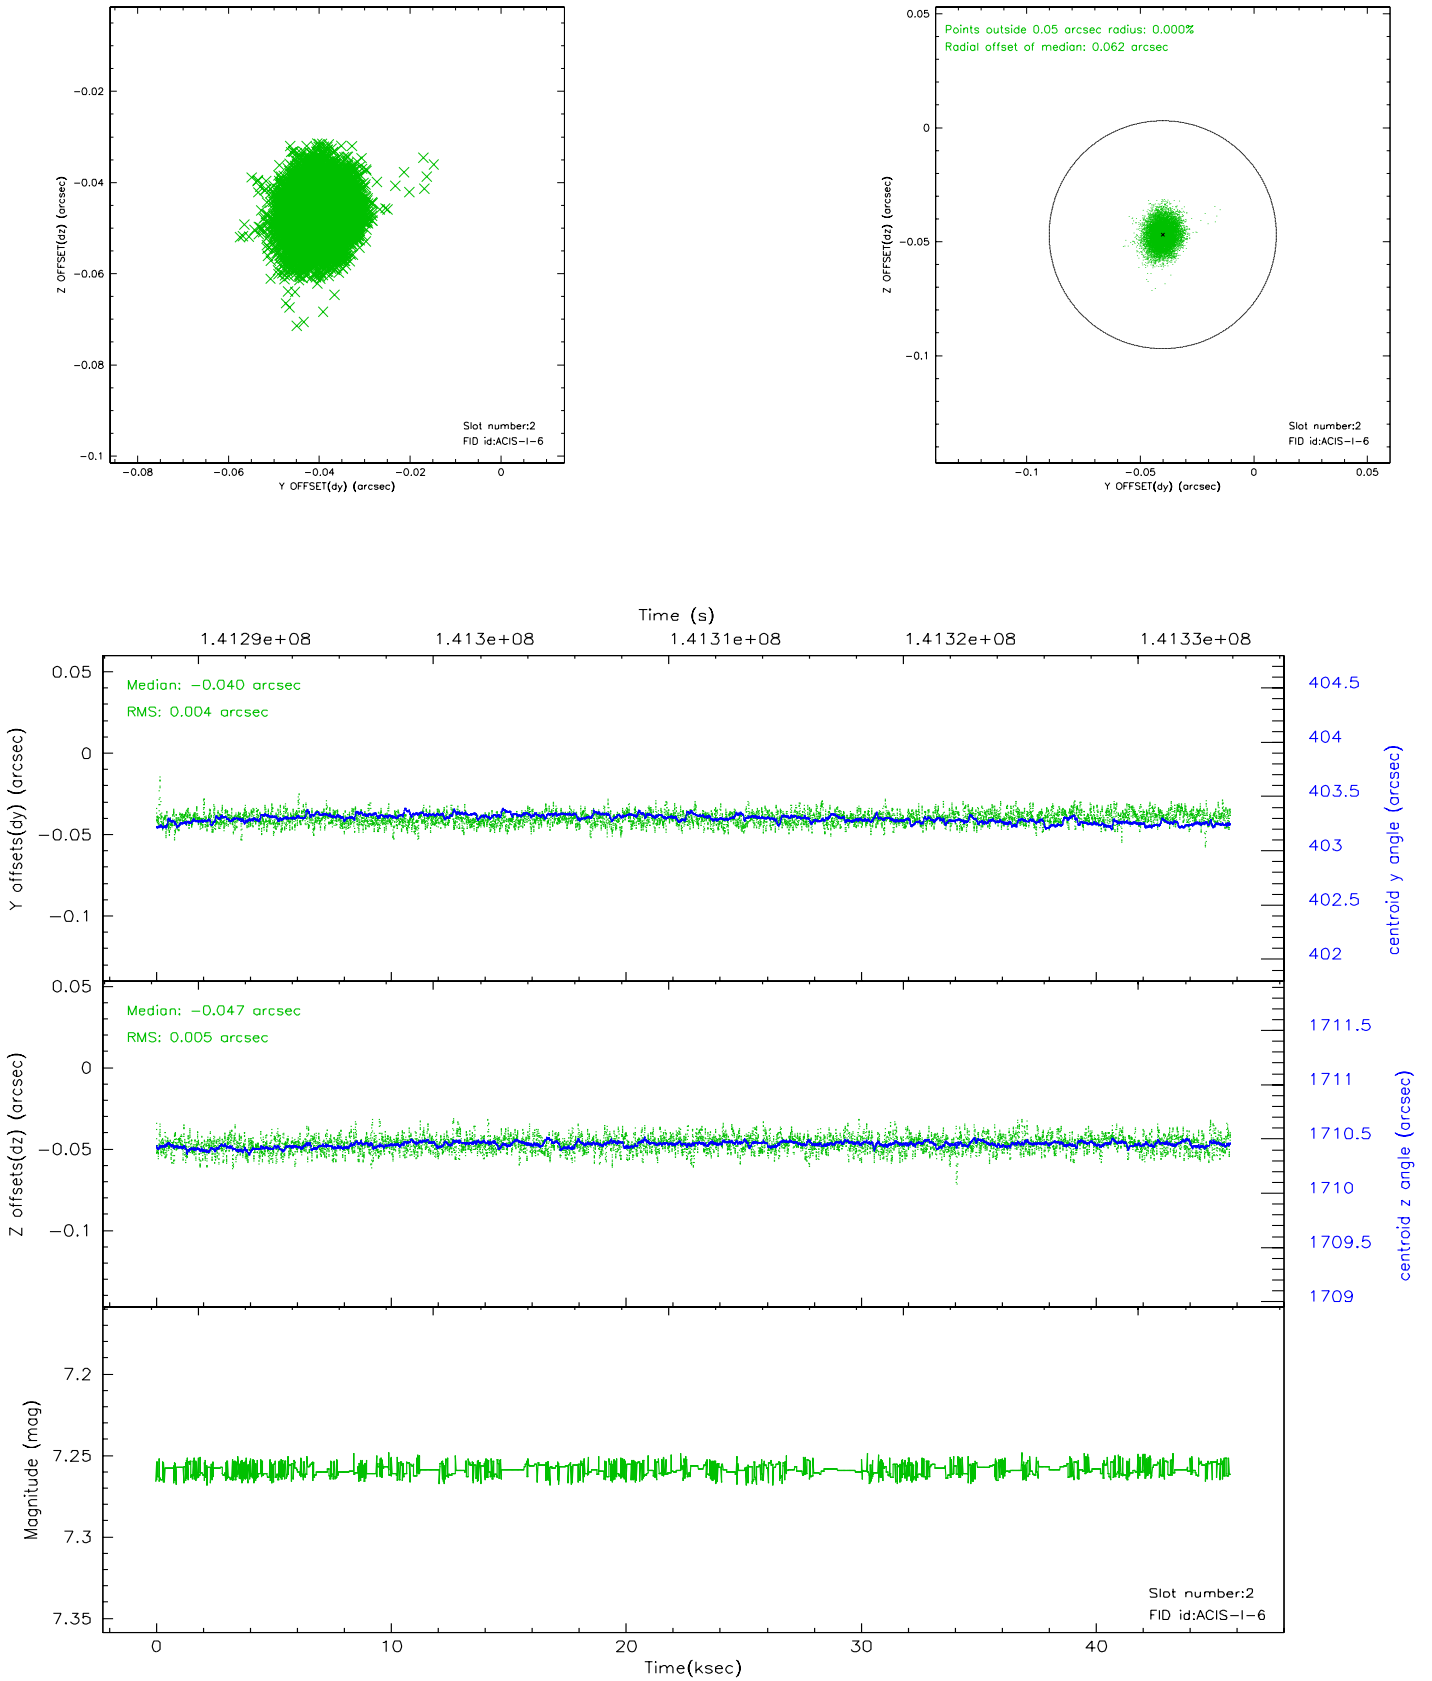 −0.02
−0.04
−0.06
−0.08
−0.1
Z OFFSET(dz) (arcsec)
Slot number:2
FID id:ACIS−I−6
−0.08 −0.06 −0.04 −0.02 0
Y OFFSET(dy) (arcsec)
0.05
0
−0.05
−0.1
Z OFFSET(dz) (arcsec)
Points outside 0.05 arcsec radius: 0.000%
Radial offset of median: 0.062 arcsec
Slot number:2
FID id:ACIS−I−6
−0.1 −0.05 0 0.05
Y OFFSET(dy) (arcsec)
Time (s)
1.4129e+08 1.413e+08 1.4131e+08 1.4132e+08 1.4133e+08
0.05
0
−0.05
−0.1
Y offsets(dy) (arcsec)
Median: −0.040 arcsec
RMS: 0.004 arcsec
404.5
404
403.5
403
402.5
402
centroid y angle (arcsec)
0.05
0
−0.05
−0.1
Z offsets(dz) (arcsec)
Median: −0.047 arcsec
RMS: 0.005 arcsec
1711.5
1711
1710.5
1710
1709.5
1709
centroid z angle (arcsec)
7.2
7.25
7.3
7.35
Magnitude (mag)
Slot number:2
FID id:ACIS−I−6
0 10 20 30 40
Time(ksec)